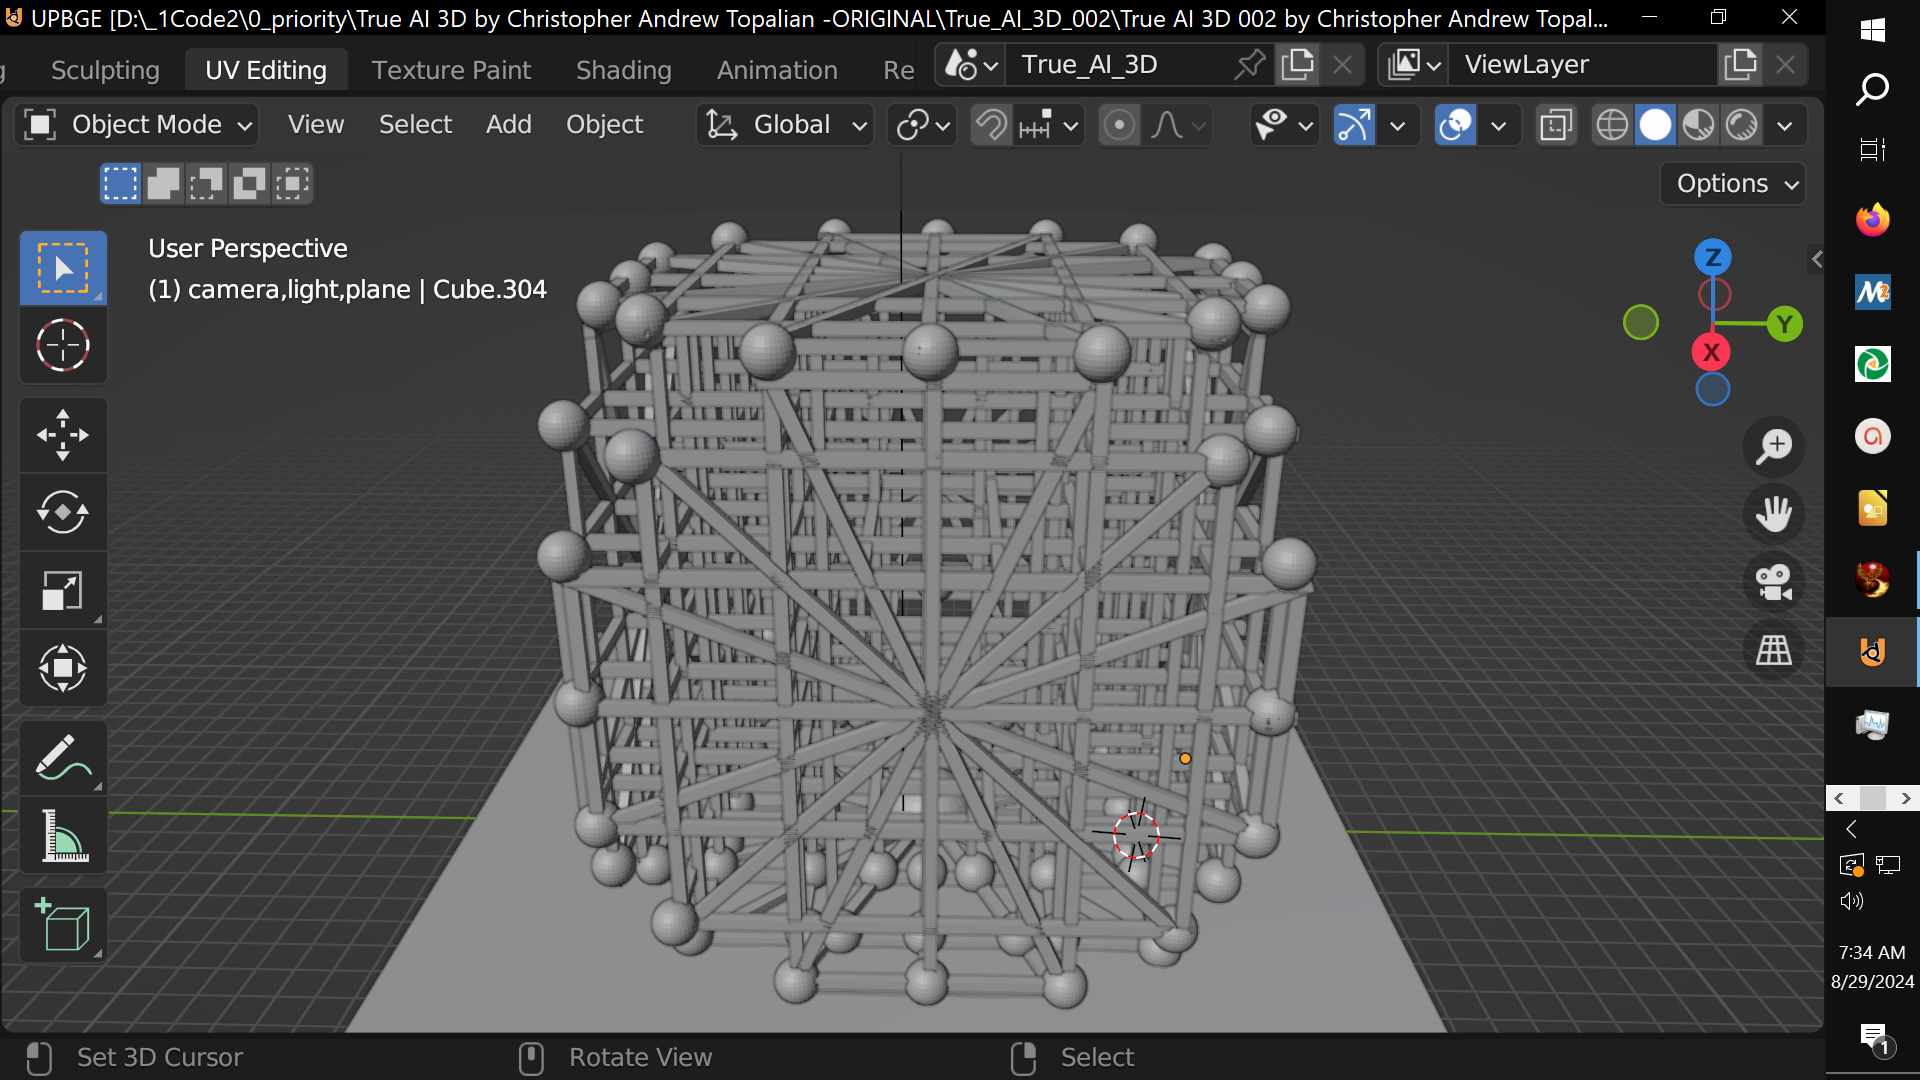 UPBGE [D:\_1Code2\0_priority\True AI 3D by Christopher Andrew Topalian -ORIGINAL\True_AI_3D_002\True AI 3D 002 by Christopher Andrew Topal...
Sculpting UV Editing Texture Paint Shading Animation Re True_AI_3D ViewLayer
Object Mode View Select Add Object Global
Options
User Perspective
(1) camera,light,plane | Cube.304
Z
Y
X
7:34 AM
8/29/2024
1
Set 3D Cursor Rotate View Select